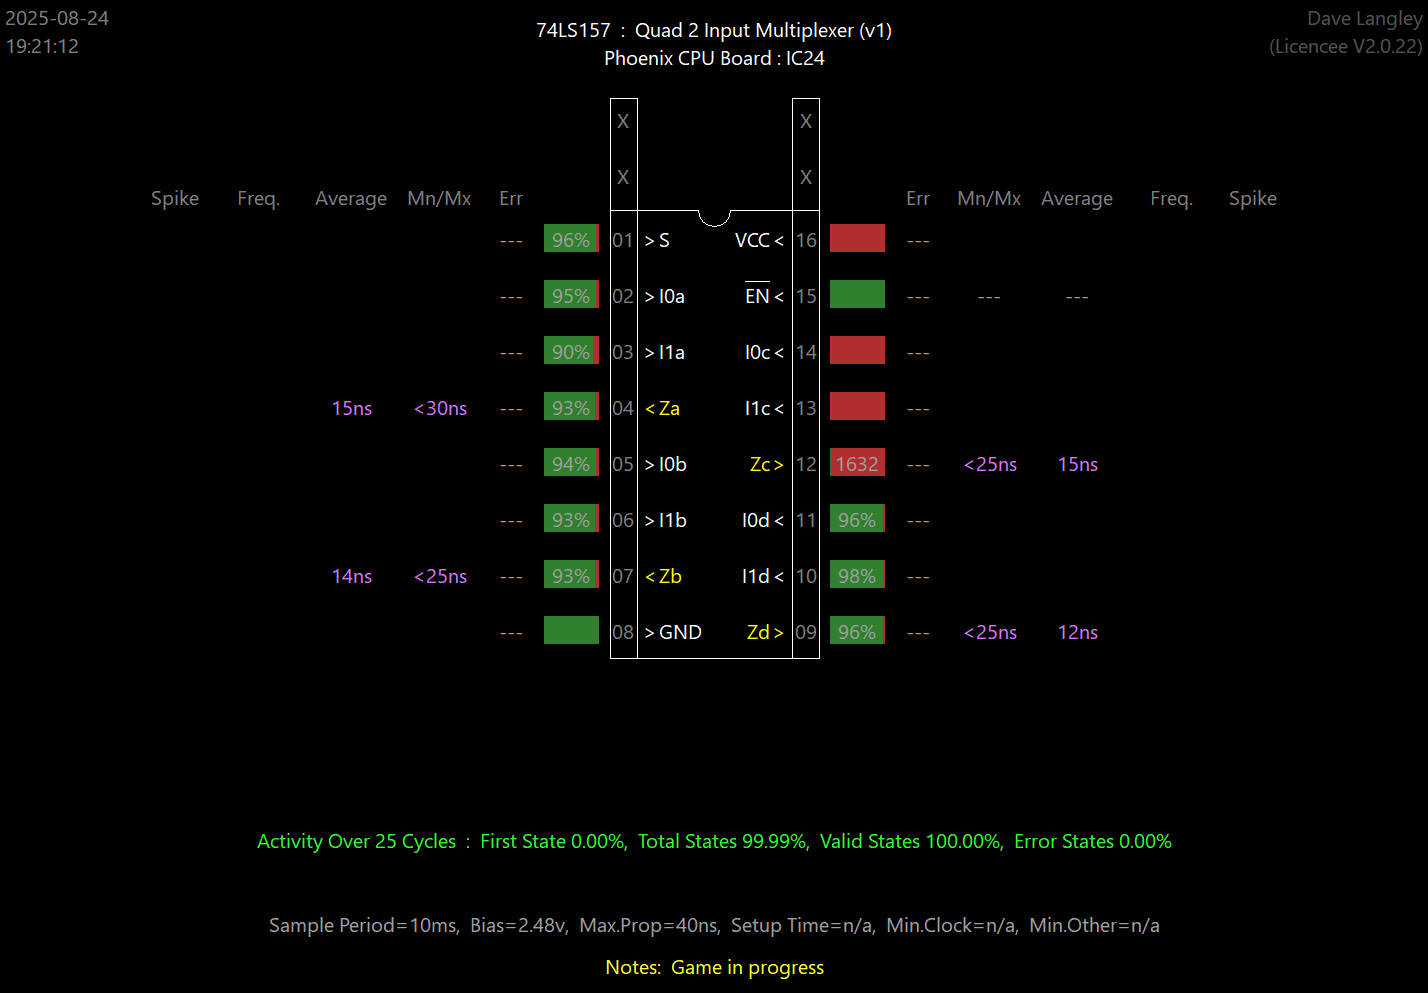 2025-08-24
19:21:12
74LS157 : Quad 2 Input Multiplexer (v1)
Phoenix CPU Board : IC24
Dave Langley
(Licencee V2.0.22)
X X
X X
Spike Freq. Average Mn/Mx Err Err Mn/Mx Average Freq. Spike
--- 96% 01 > S VCC < 16 ---
--- 95% 02 > I0a EN < 15 --- --- ---
--- 90% 03 > I1a I0c < 14 ---
15ns <30ns --- 93% 04 < Za I1c < 13 ---
--- 94% 05 > I0b Zc > 12 1632 --- <25ns 15ns
--- 93% 06 > I1b I0d < 11 96% ---
14ns <25ns --- 93% 07 < Zb I1d < 10 98% ---
--- 08 > GND Zd > 09 96% --- <25ns 12ns
Activity Over 25 Cycles : First State 0.00%, Total States 99.99%, Valid States 100.00%, Error States 0.00%
Sample Period=10ms, Bias=2.48v, Max.Prop=40ns, Setup Time=n/a, Min.Clock=n/a, Min.Other=n/a
Notes: Game in progress